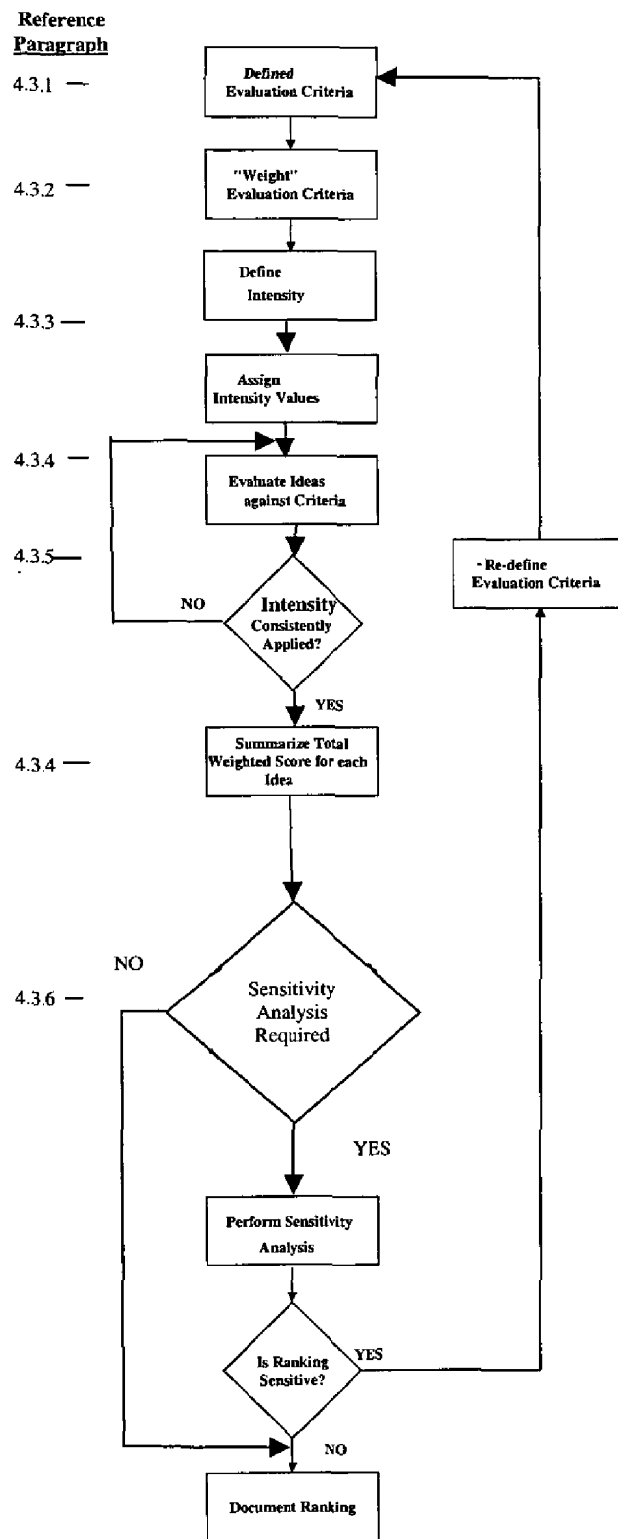 Reference
Paragraph
4.3.1 —
Defined
Evaluation Criteria
4.3.2 —
"Weight"
Evaluation Criteria
Define
Intensity
4.3.3 —
Assign
Intensity Values
4.3.4 —
Evaluate Ideas
against Criteria
4.3.5 —
- Re-define
Evaluation Criteria
NO
Intensity
Consistently
Applied?
YES
Summarize Total
Weighted Score for each
Idea
4.3.4 —
NO
4.3.6 —
Sensitivity
Analysis
Required
YES
Perform Sensitivity
Analysis
YES
Is Ranking
Sensitive?
NO
Document Ranking